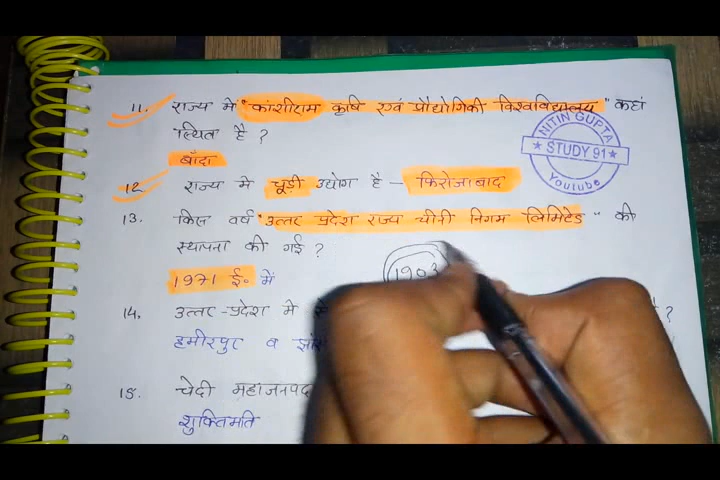 11. राज्य में "कांशीराम कृषि एवं प्रौद्योगिकी विश्वविद्यालय" कहां
स्थित है ?
बाँदा
12. राज्य में चूड़ी उद्योग है - फिरोजाबाद
13. किस वर्ष "उत्तर प्रदेश राज्य चीनी निगम लिमिटेड" की
स्थापना की गई ?
1971 ई० में
1903
14. उत्तर-प्रदेश में
हमीरपुर व
15. चेदी महाजनपद
शुक्तिमति
NITIN GUPTA
STUDY 91
Youtube